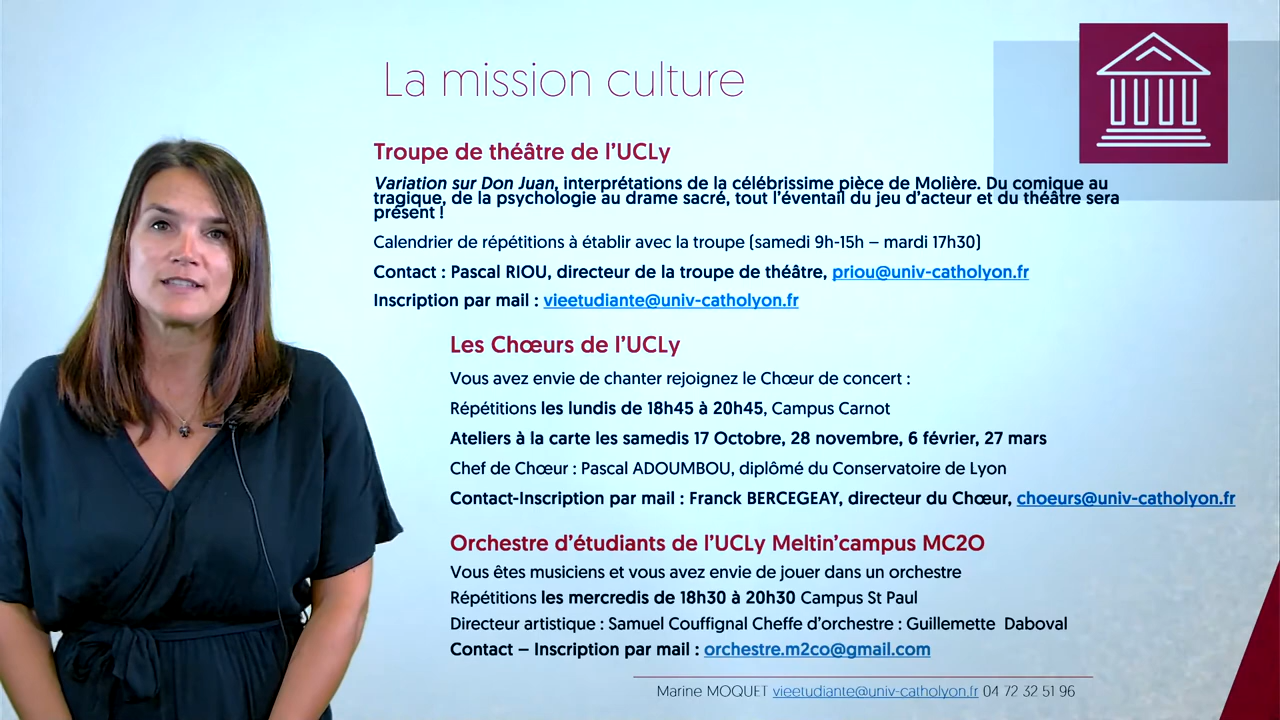 La mission culture
Troupe de théâtre de l’UCLy
Variation sur Don Juan, interprétations de la célébrissime pièce de Molière. Du comique au
tragique, de la psychologie au drame sacré, tout l’éventail du jeu d’acteur et du théâtre sera
présent !
Calendrier de répétitions à établir avec la troupe (samedi 9h-15h – mardi 17h30)
Contact : Pascal RIOU, directeur de la troupe de théâtre, priou@univ-catholyon.fr
Inscription par mail : vieetudiante@univ-catholyon.fr
Les Chœurs de l’UCLy
Vous avez envie de chanter rejoignez le Chœur de concert :
Répétitions les lundis de 18h45 à 20h45, Campus Carnot
Ateliers à la carte les samedis 17 Octobre, 28 novembre, 6 février, 27 mars
Chef de Chœur : Pascal ADOUMBOU, diplômé du Conservatoire de Lyon
Contact-Inscription par mail : Franck BERCEGEAY, directeur du Chœur, choeurs@univ-catholyon.fr
Orchestre d’étudiants de l’UCLy Meltin’campus MC2O
Vous êtes musiciens et vous avez envie de jouer dans un orchestre
Répétitions les mercredis de 18h30 à 20h30 Campus St Paul
Directeur artistique : Samuel Couffignal Cheffe d’orchestre : Guillemette Daboval
Contact – Inscription par mail : orchestre.m2co@gmail.com
Marine MOQUET vieetudiante@univ-catholyon.fr 04 72 32 51 96